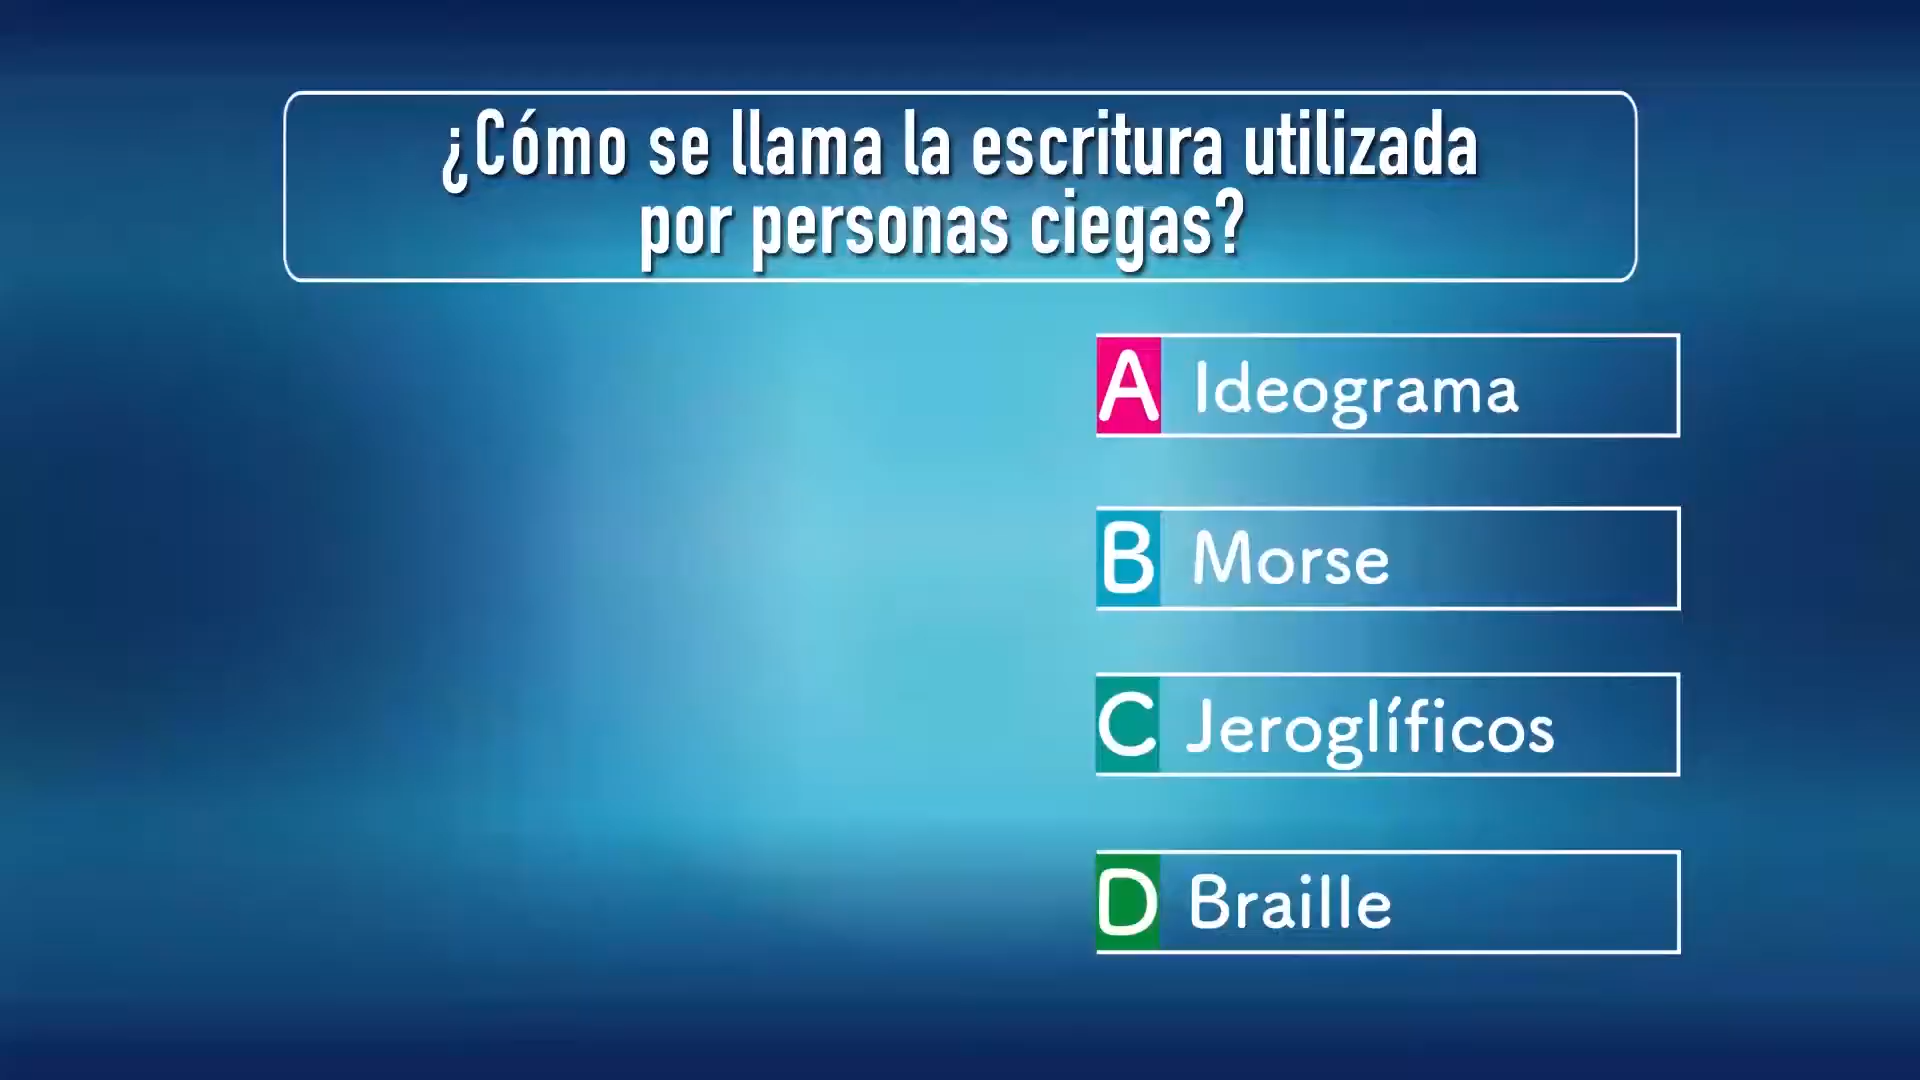 ¿Cómo se llama la escritura utilizada
por personas ciegas?
A Ideograma
B Morse
C Jeroglíficos
D Braille